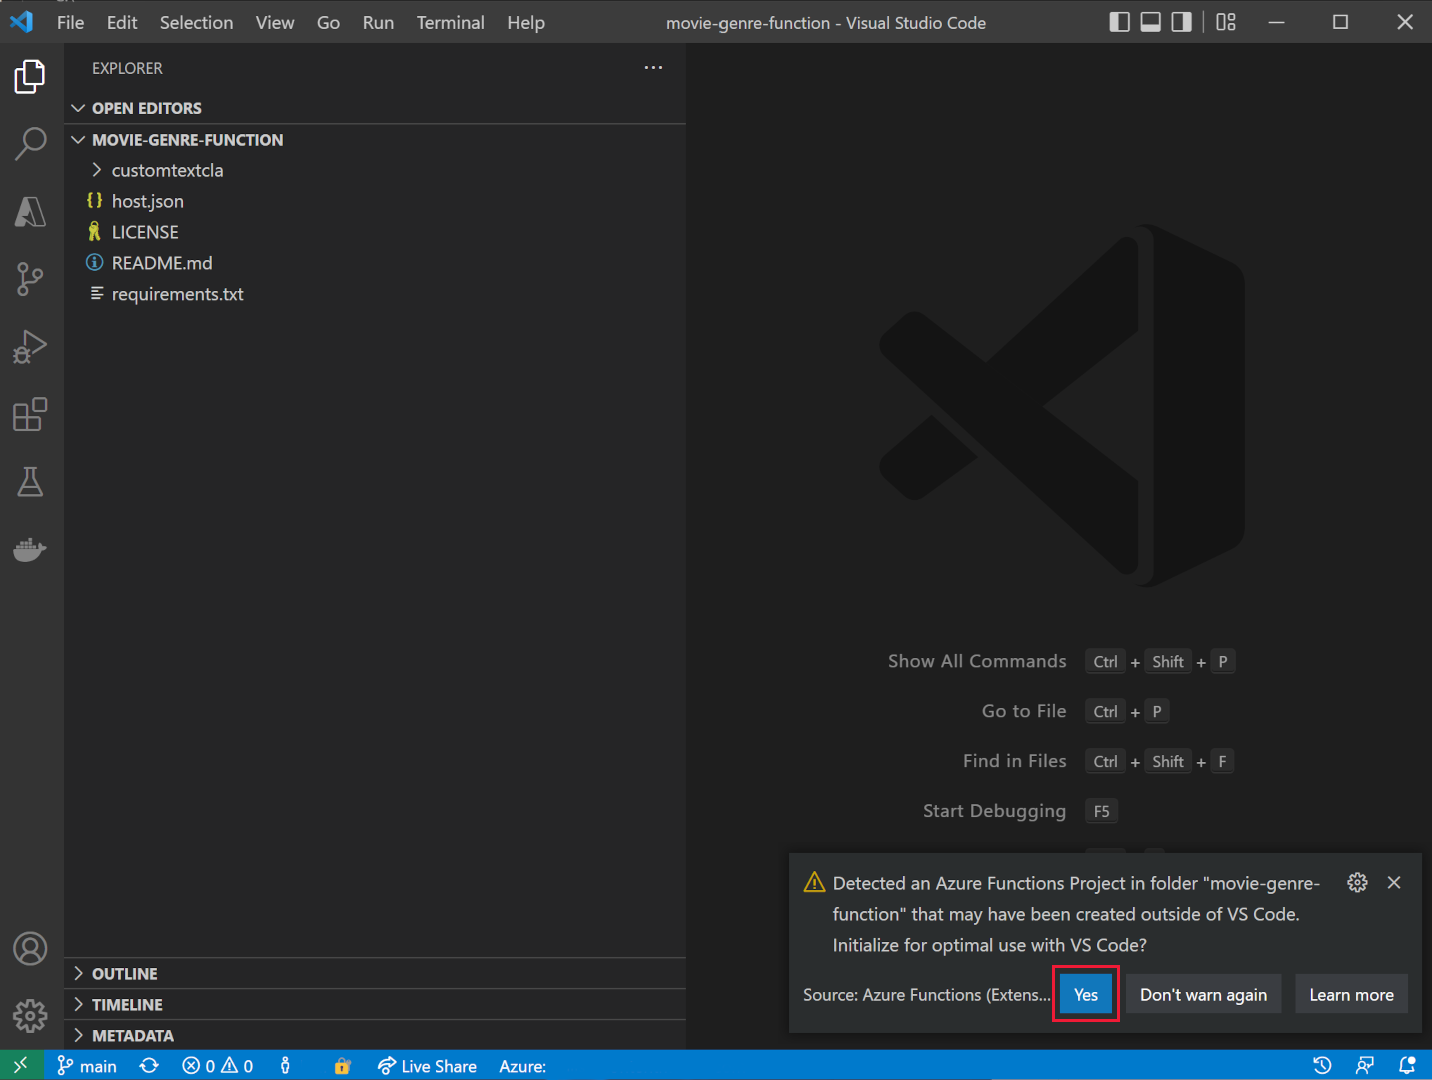 File Edit Selection View Go Run Terminal Help movie-genre-function - Visual Studio Code
EXPLORER
OPEN EDITORS
MOVIE-GENRE-FUNCTION
customtextcla
host.json
LICENSE
README.md
requirements.txt
Show All Commands Ctrl + Shift + P
Go to File Ctrl + P
Find in Files Ctrl + Shift + F
Start Debugging F5
Detected an Azure Functions Project in folder "movie-genre-
function" that may have been created outside of VS Code.
Initialize for optimal use with VS Code?
Source: Azure Functions (Extens... Yes Don't warn again Learn more
OUTLINE
TIMELINE
METADATA
main 0 0 Live Share Azure: